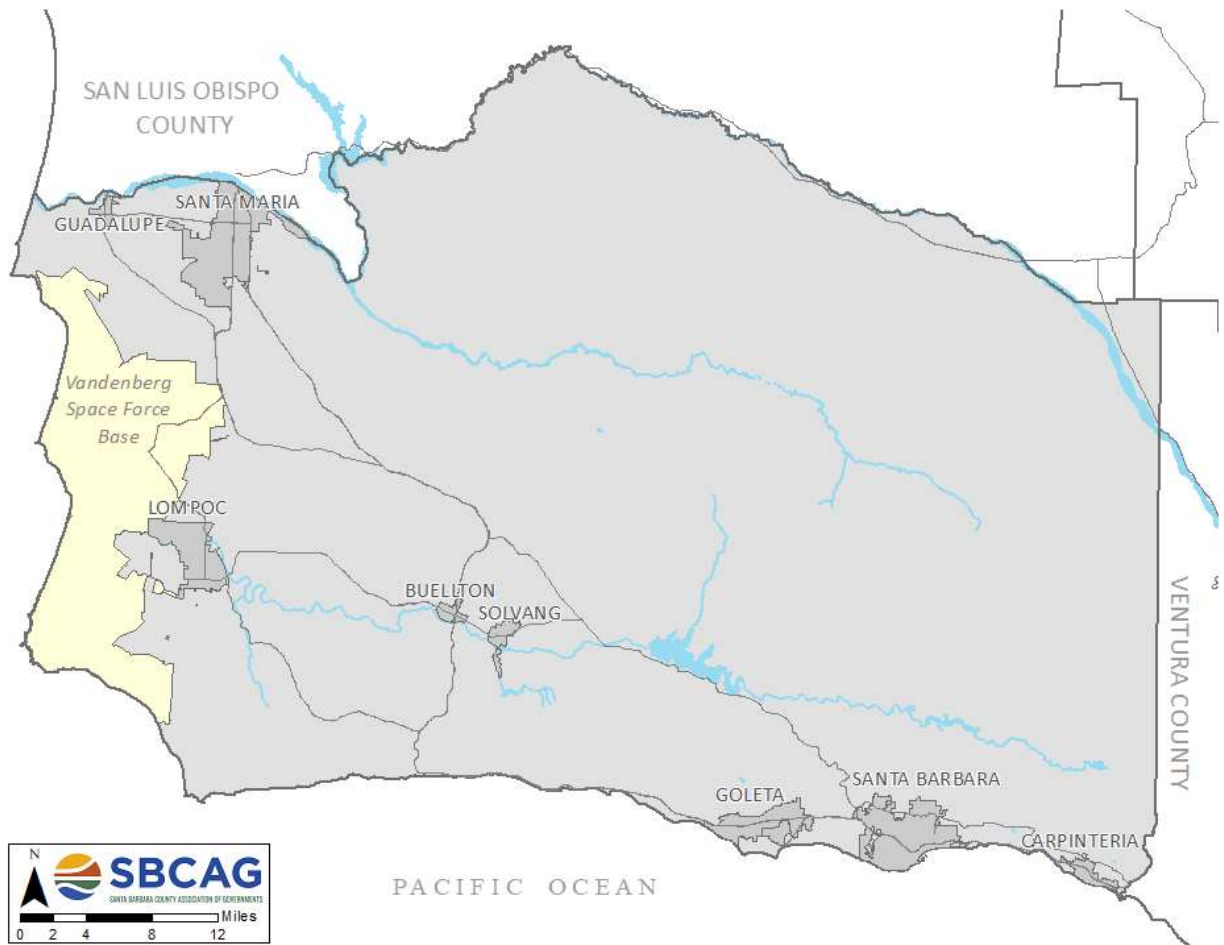 SAN LUIS OBISPO
COUNTY
SANTA MARIA
GUADALUPE
Vandenberg
Space Force
Base
LOMPOC
BUELLTON
SOLVANG
VENTURA COUNTY
SANTA BARBARA
GOLETA
CARPINTERIA
PACIFIC OCEAN
N
SBCAG
SANTA BARBARA COUNTY ASSOCIATION OF GOVERNMENTS
Miles
0 2 4 8 12